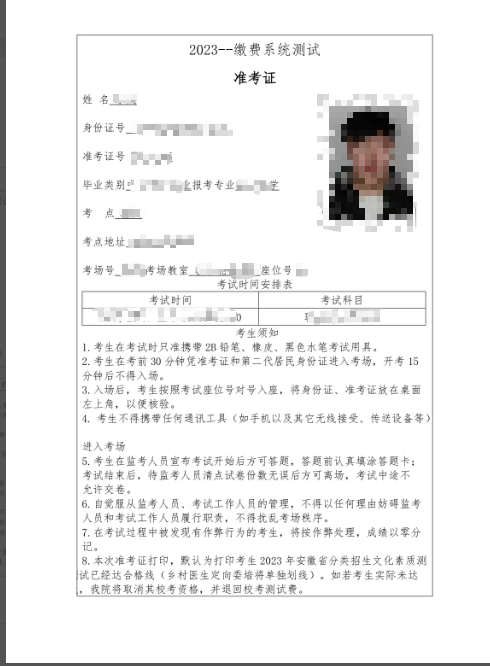 2023--缴费系统测试
准考证
姓 名
身份证号
准考证号
毕业类别 业报考专业 学
考 点
考点地址
考场号 考场教室 座位号
考试时间安排表
考试时间 考试科目
0
考生须知
1.考生在考试时只准携带2B铅笔、橡皮、黑色水笔考试用具。
2.考生在考前30分钟凭准考证和第二代居民身份证进入考场，开考15
分钟后不得入场。
3.入场后，考生按照考试座位号对号入座，将身份证、准考证放在桌面
左上角，以便核验。
4. 考生不得携带任何通讯工具（如手机以及其它无线接受、传送设备等）
进入考场
5.考生在监考人员宣布考试开始后方可答题，答题前认真填涂答题卡；
考试结束后，待监考人员清点试卷份数无误后方可离场，考试中途不
允许交卷。
6.自觉服从监考人员、考试工作人员的管理，不得以任何理由妨碍监考
人员和考试工作人员履行职责，不得扰乱考场秩序。
7.在考试过程中被发现有作弊行为的考生，将按作弊处理，成绩以零分
记。
8.本次准考证打印，默认为打印考生2023年安徽省分类招生文化素质测
试已经达合格线（乡村医生定向委培将单独划线）。如若考生实际未达
，我院将取消其校考资格，并退回校考测试费。